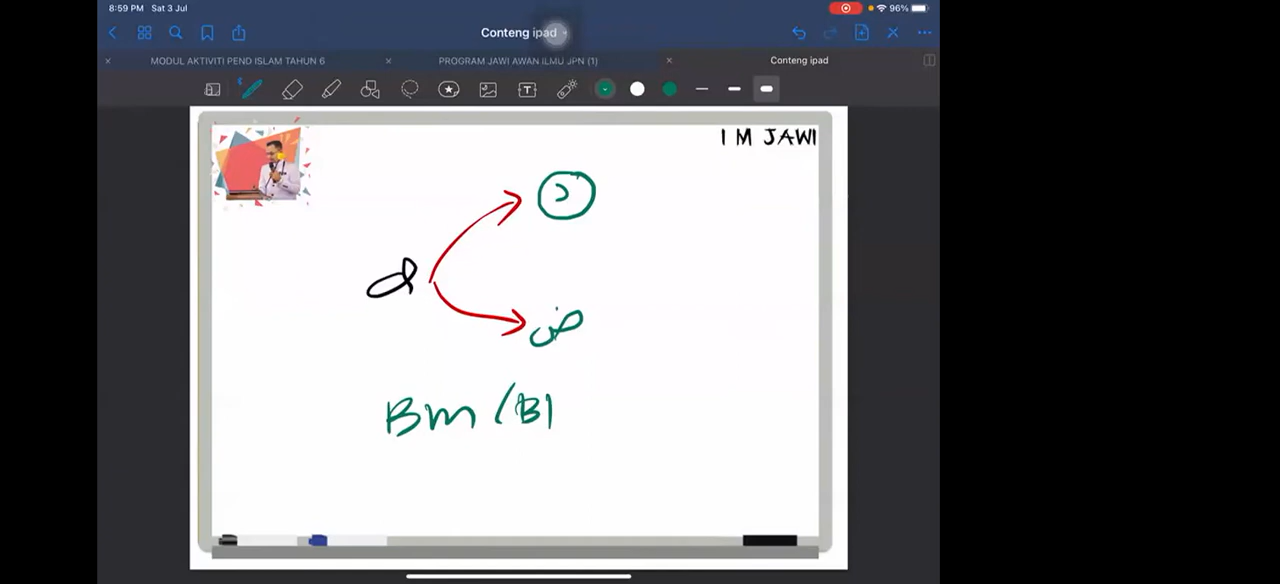 8:59 PM Sat 3 Jul
96%
Conteng ipad
MODUL AKTIVITI PEND ISLAM TAHUN 6
PROGRAM JAWI AWAN ILMU JPN (1)
Conteng ipad
I M JAWI
د
d
ض
Bm / BI